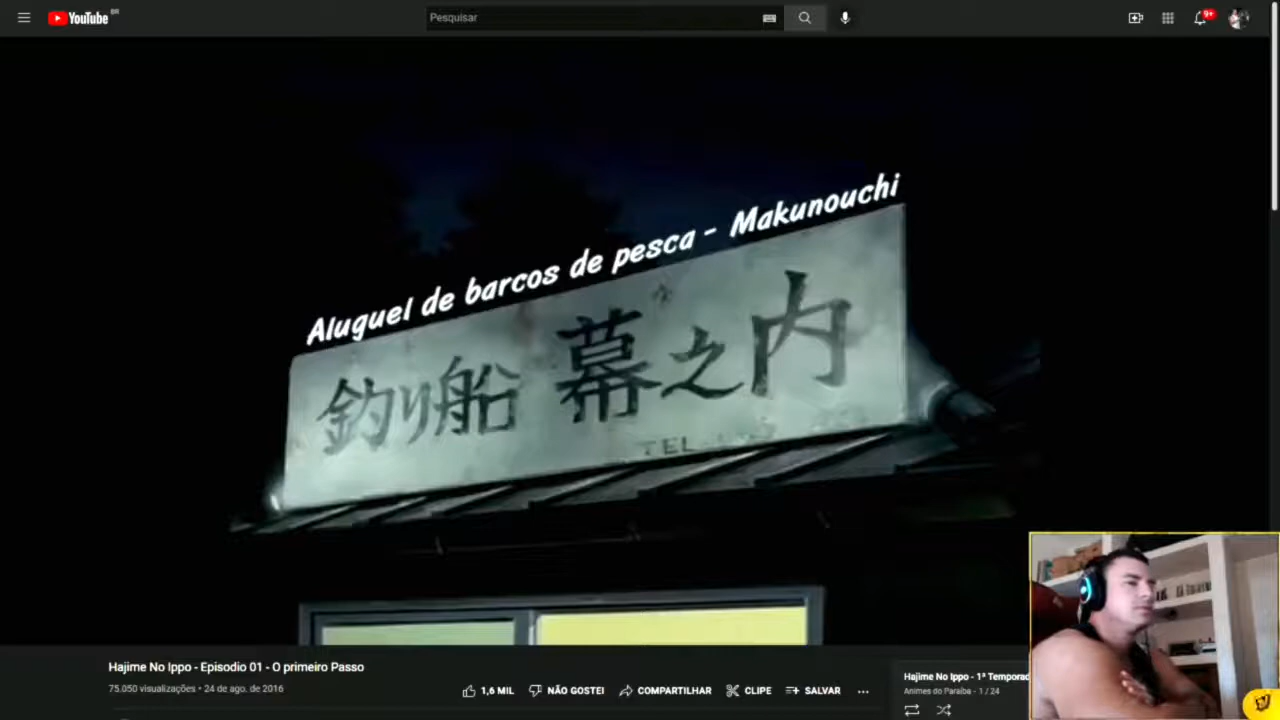 YouTube BR
Pesquisar
9+
Aluguel de barcos de pesca - Makunouchi
釣り船 幕之内
TEL
Hajime No Ippo - Episodio 01 - O primeiro Passo
75.050 visualizações • 24 de ago. de 2016
1,6 MIL
NÃO GOSTEI
COMPARTILHAR
CLIPE
SALVAR
Hajime No Ippo - 1ª Temporad
Animes do Paraíba - 1 / 24